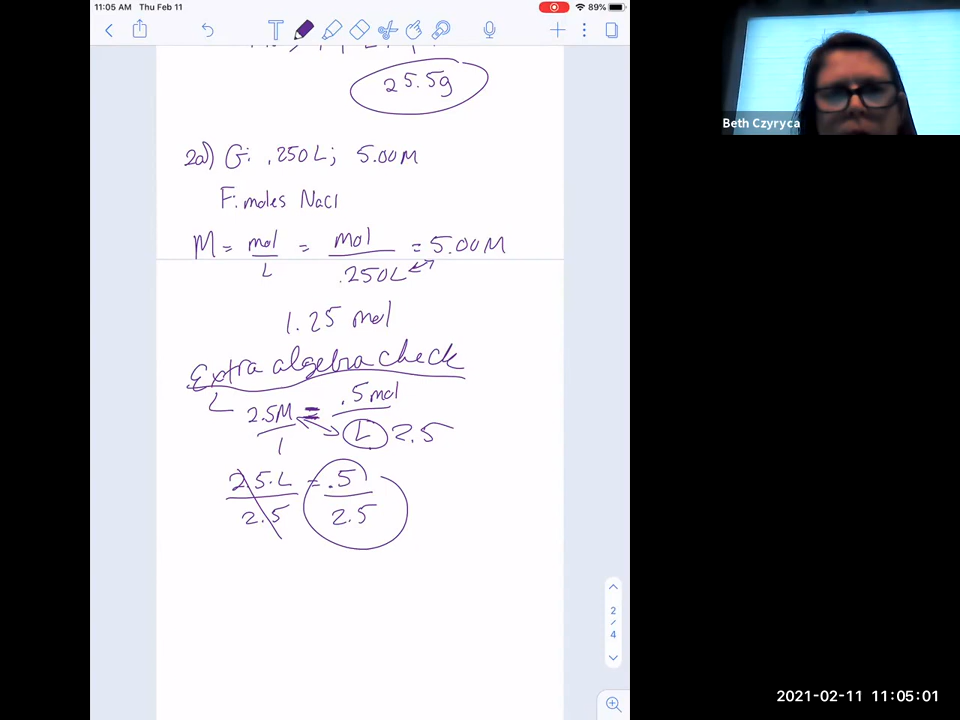 11:05 AM Thu Feb 11
89%
T
25.5g
Beth Czyryca
2a) G: .250L; 5.00M
F: moles NaCl
M = mol/L = mol/.250L = 5.00M
1.25 mol
Extra algebra check
L 2.5M/1 = .5mol/L 2.5
2.5·L/2.5 = .5/2.5
2
/
4
2021-02-11 11:05:01